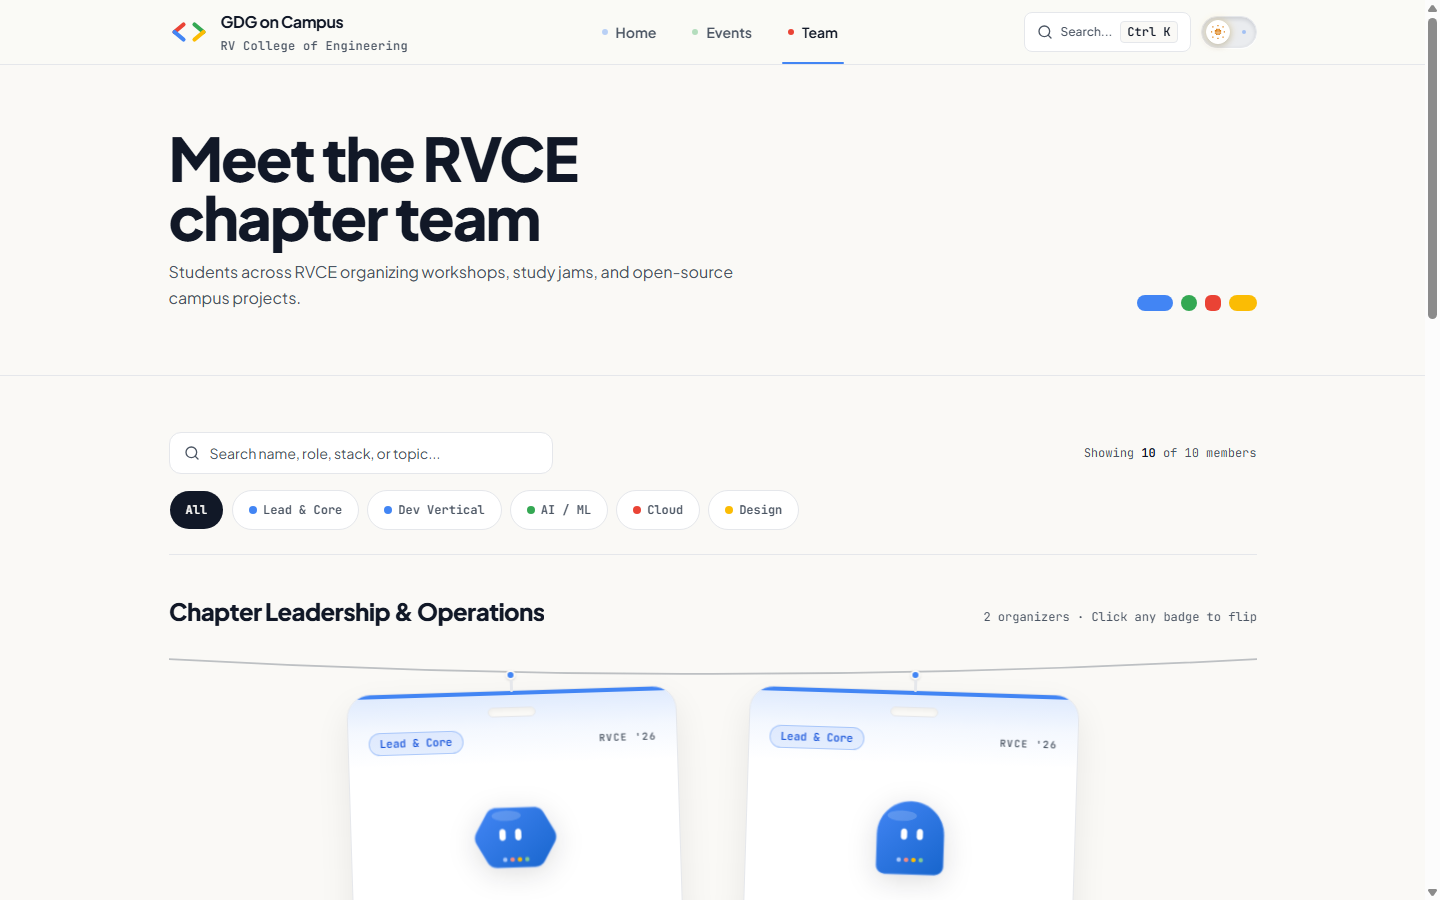 GDG on Campus
RV College of Engineering
Home
Events
Team
Search...
Ctrl K
Meet the RVCE
chapter team
Students across RVCE organizing workshops, study jams, and open-source
campus projects.
Search name, role, stack, or topic...
Showing 10 of 10 members
All
Lead & Core
Dev Vertical
AI / ML
Cloud
Design
Chapter Leadership & Operations
2 organizers · Click any badge to flip
Lead & Core
RVCE '26
Lead & Core
RVCE '26